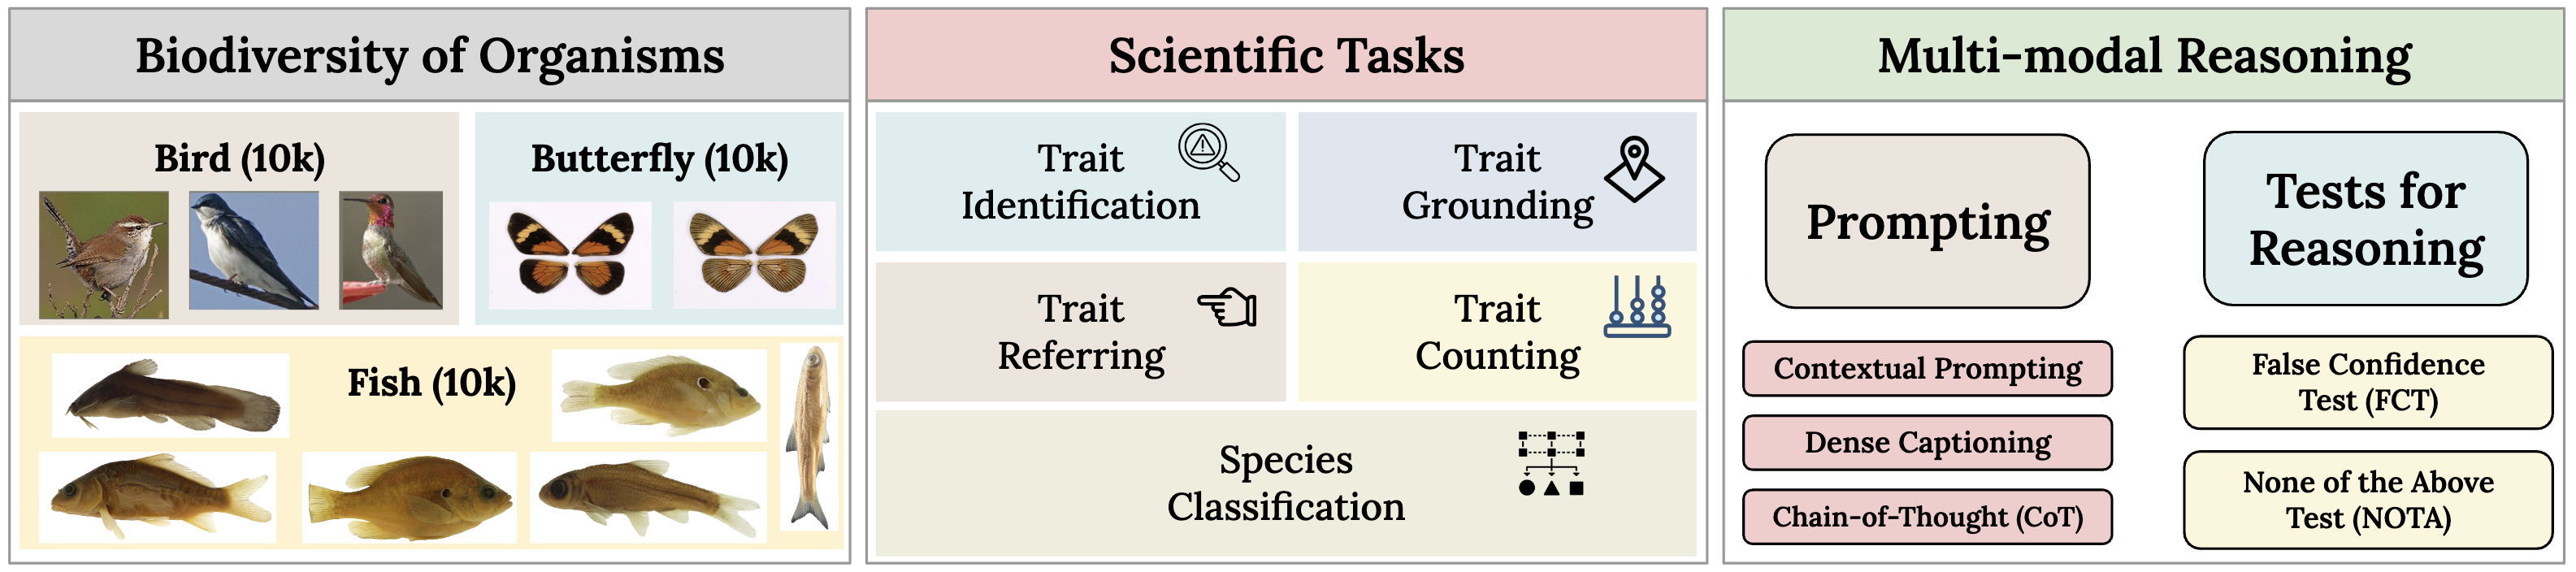 Biodiversity of Organisms
Bird (10k)
Butterfly (10k)
Fish (10k)
Scientific Tasks
Trait
Identification
Trait
Grounding
Trait
Referring
Trait
Counting
Species
Classification
Multi-modal Reasoning
Prompting
Contextual Prompting
Dense Captioning
Chain-of-Thought (CoT)
Tests for
Reasoning
False Confidence
Test (FCT)
None of the Above
Test (NOTA)